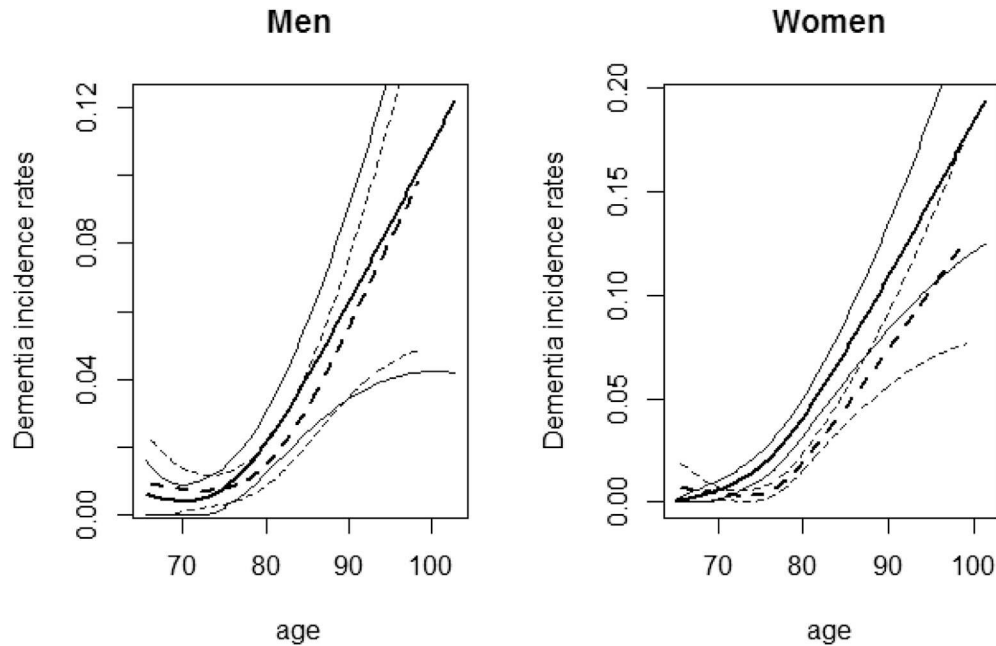 Men
Dementia incidence rates
0.12
0.08
0.04
0.00
70 80 90 100
age
Women
Dementia incidence rates
0.20
0.15
0.10
0.05
0.00
70 80 90 100
age